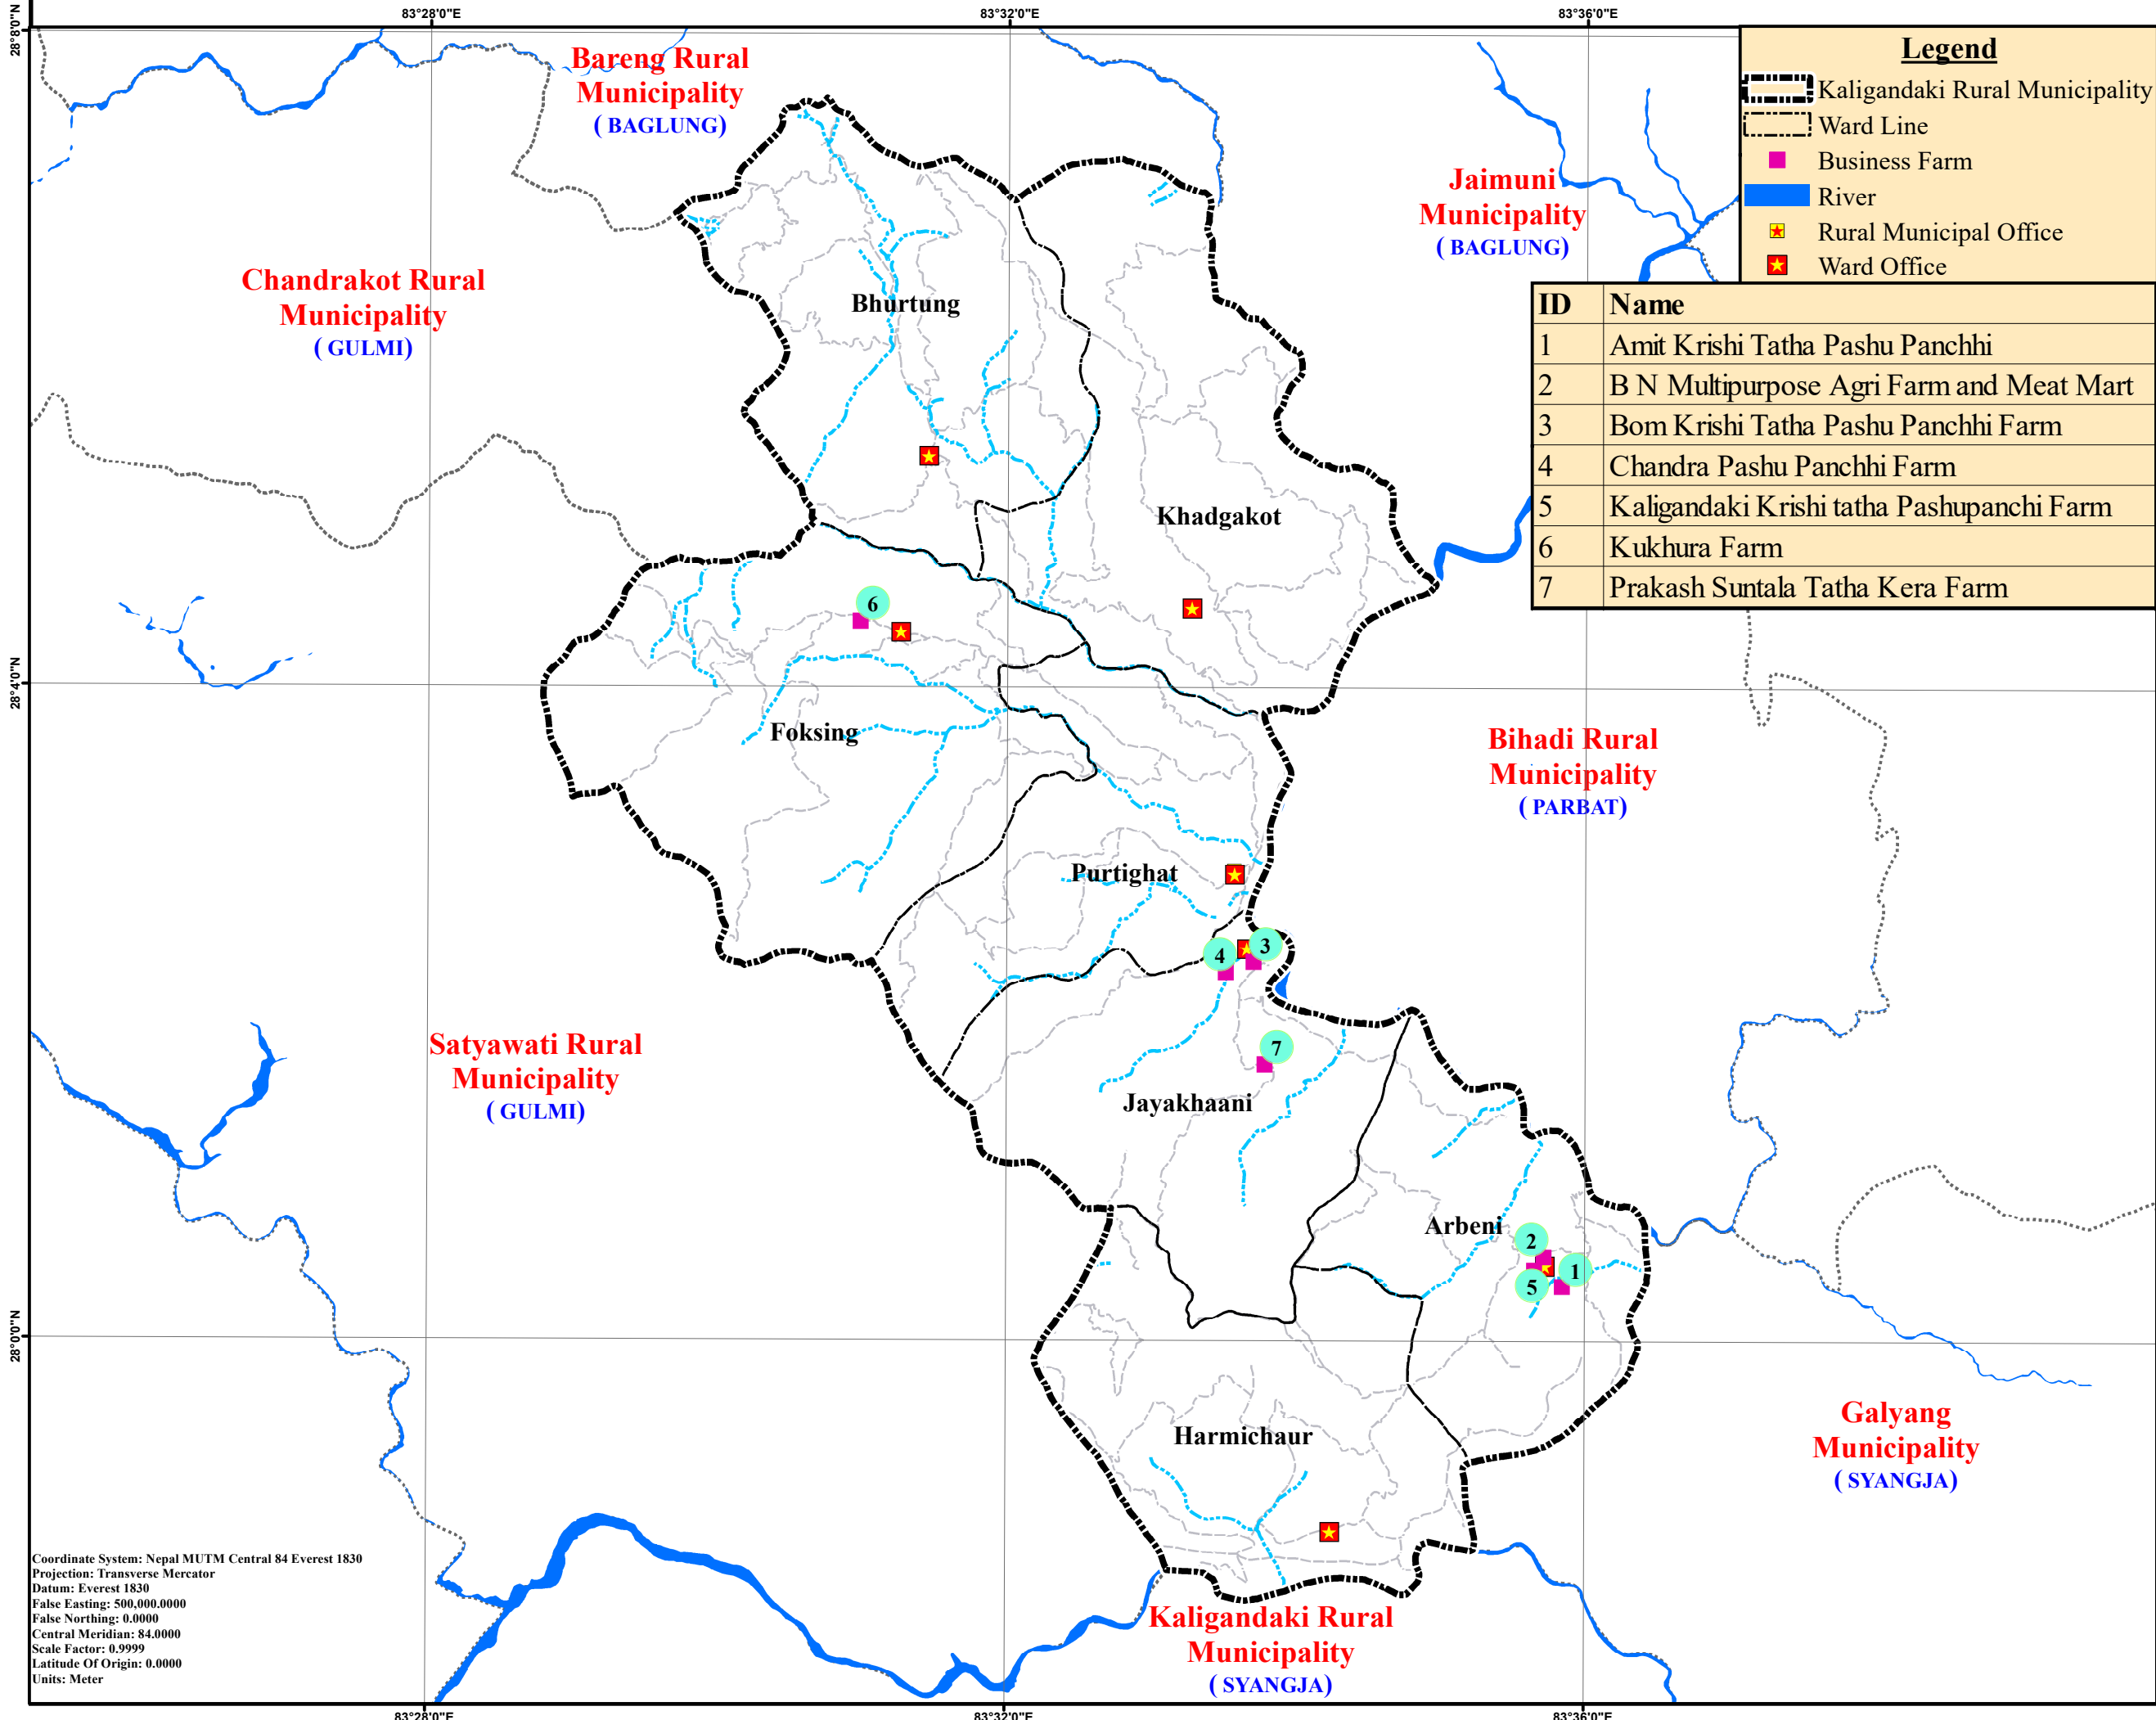 83°28'0"E
83°32'0"E
83°36'0"E
28°8'0"N
Legend
Kaligandaki Rural Municipality
Ward Line
Business Farm
River
Rural Municipal Office
Ward Office
Bareng Rural
Municipality
( BAGLUNG)
Jaimuni
Municipality
( BAGLUNG)
Chandrakot Rural
Municipality
( GULMI)
ID Name
1 Amit Krishi Tatha Pashu Panchhi
2 B N Multipurpose Agri Farm and Meat Mart
3 Bom Krishi Tatha Pashu Panchhi Farm
4 Chandra Pashu Panchhi Farm
5 Kaligandaki Krishi tatha Pashupanchi Farm
6 Kukhura Farm
7 Prakash Suntala Tatha Kera Farm
Bhurtung
Khadgakot
6
28°4'0"N
Foksing
Bihadi Rural
Municipality
( PARBAT)
Purtighat
4
3
Satyawati Rural
Municipality
( GULMI)
7
Jayakhaani
Arbeni
2
1
5
28°0'0"N
Harmichaur
Galyang
Municipality
( SYANGJA)
Kaligandaki Rural
Municipality
( SYANGJA)
Coordinate System: Nepal MUTM Central 84 Everest 1830
Projection: Transverse Mercator
Datum: Everest 1830
False Easting: 500,000.0000
False Northing: 0.0000
Central Meridian: 84.0000
Scale Factor: 0.9999
Latitude Of Origin: 0.0000
Units: Meter
83°28'0"E
83°32'0"E
83°36'0"E